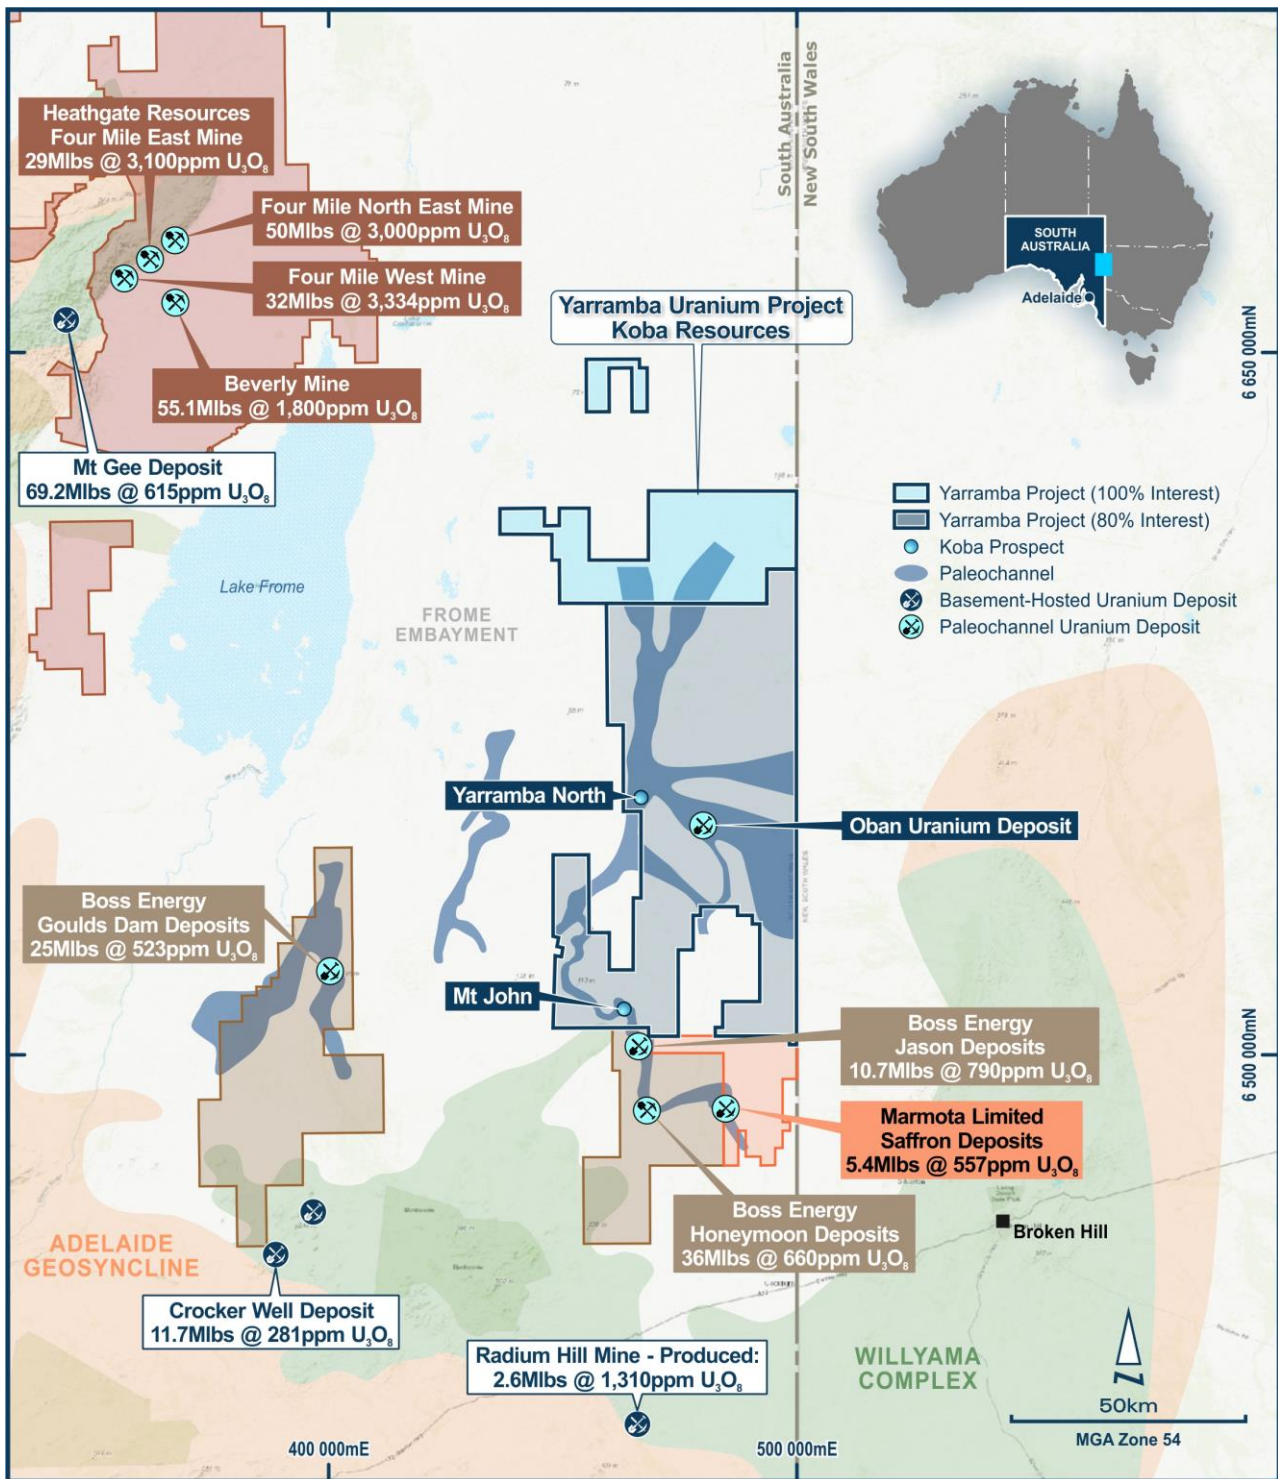 Heathgate Resources
Four Mile East Mine
29Mlbs @ 3,100ppm U₃O₈
Four Mile North East Mine
50Mlbs @ 3,000ppm U₃O₈
Four Mile West Mine
32Mlbs @ 3,334ppm U₃O₈
Beverly Mine
55.1Mlbs @ 1,800ppm U₃O₈
Mt Gee Deposit
69.2Mlbs @ 615ppm U₃O₈
South Australia
New South Wales
SOUTH
AUSTRALIA
Adelaide
Yarramba Uranium Project
Koba Resources
6 650 000mN
Yarramba Project (100% Interest)
Yarramba Project (80% Interest)
Koba Prospect
Paleochannel
Basement-Hosted Uranium Deposit
Paleochannel Uranium Deposit
Lake Frome
FROME
EMBAYMENT
Yarramba North
Oban Uranium Deposit
Boss Energy
Goulds Dam Deposits
25Mlbs @ 523ppm U₃O₈
Mt John
Boss Energy
Jason Deposits
10.7Mlbs @ 790ppm U₃O₈
6 500 000mN
Marmota Limited
Saffron Deposits
5.4Mlbs @ 557ppm U₃O₈
Boss Energy
Honeymoon Deposits
36Mlbs @ 660ppm U₃O₈
Broken Hill
ADELAIDE
GEOSYNCLINE
Crocker Well Deposit
11.7Mlbs @ 281ppm U₃O₈
Radium Hill Mine - Produced:
2.6Mlbs @ 1,310ppm U₃O₈
WILLYAMA
COMPLEX
N
50km
MGA Zone 54
400 000mE
500 000mE